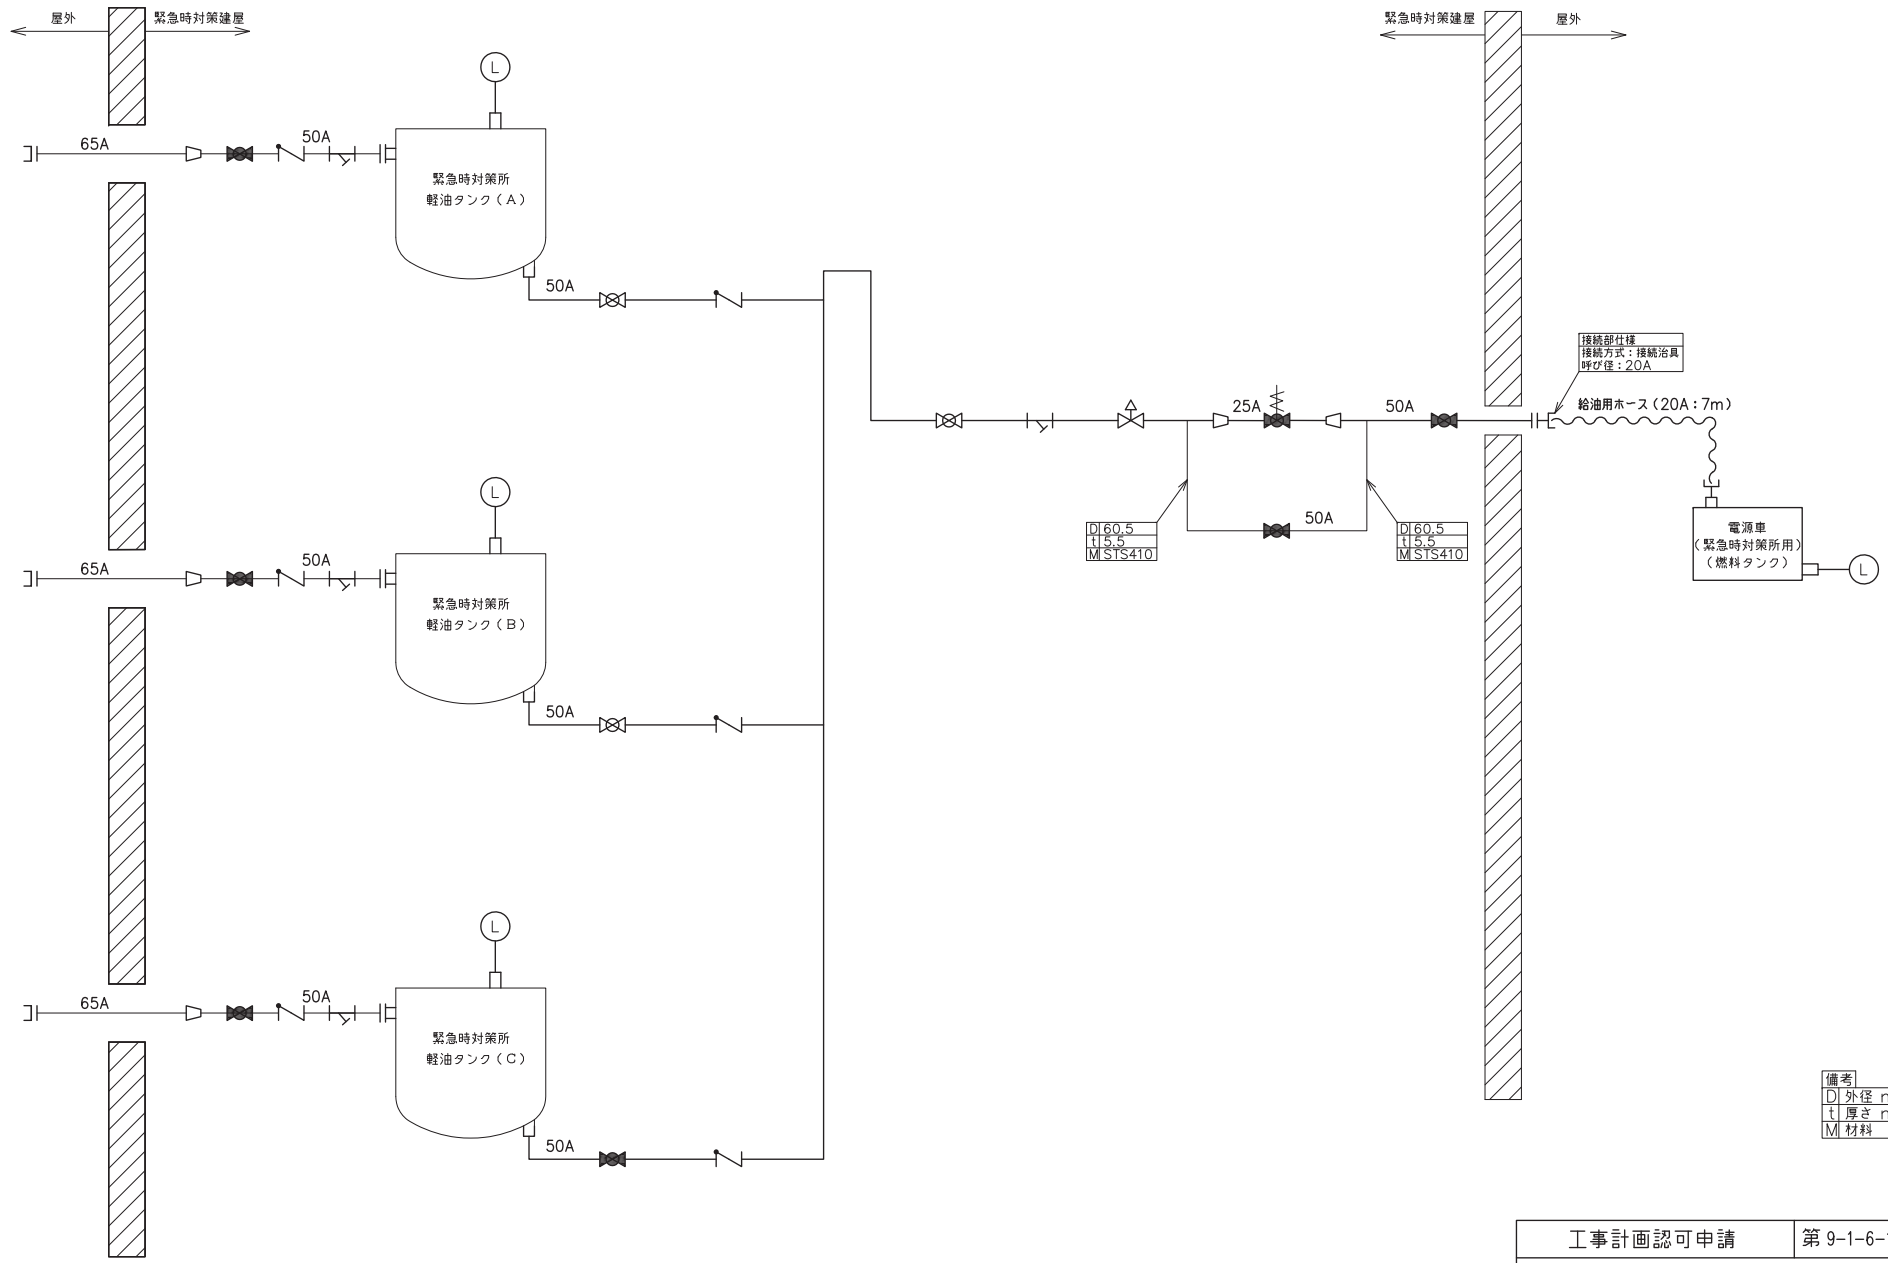 屋外
緊急時対策建屋
緊急時対策建屋
屋外
L
65A
50A
緊急時対策所
軽油タンク(A)
50A
接続部仕様
接続方式：接続治具
呼び径：20A
給油用ホース(20A：7m)
25A
50A
L
D 60.5
t 5.5
M STS410
50A
D 60.5
t 5.5
M STS410
電源車
(緊急時対策所用)
(燃料タンク)
L
65A
50A
緊急時対策所
軽油タンク(B)
50A
L
65A
50A
緊急時対策所
軽油タンク(C)
50A
備考
D 外径
t 厚さ
M 材料
工事計画認可申請
第 9-1-6-